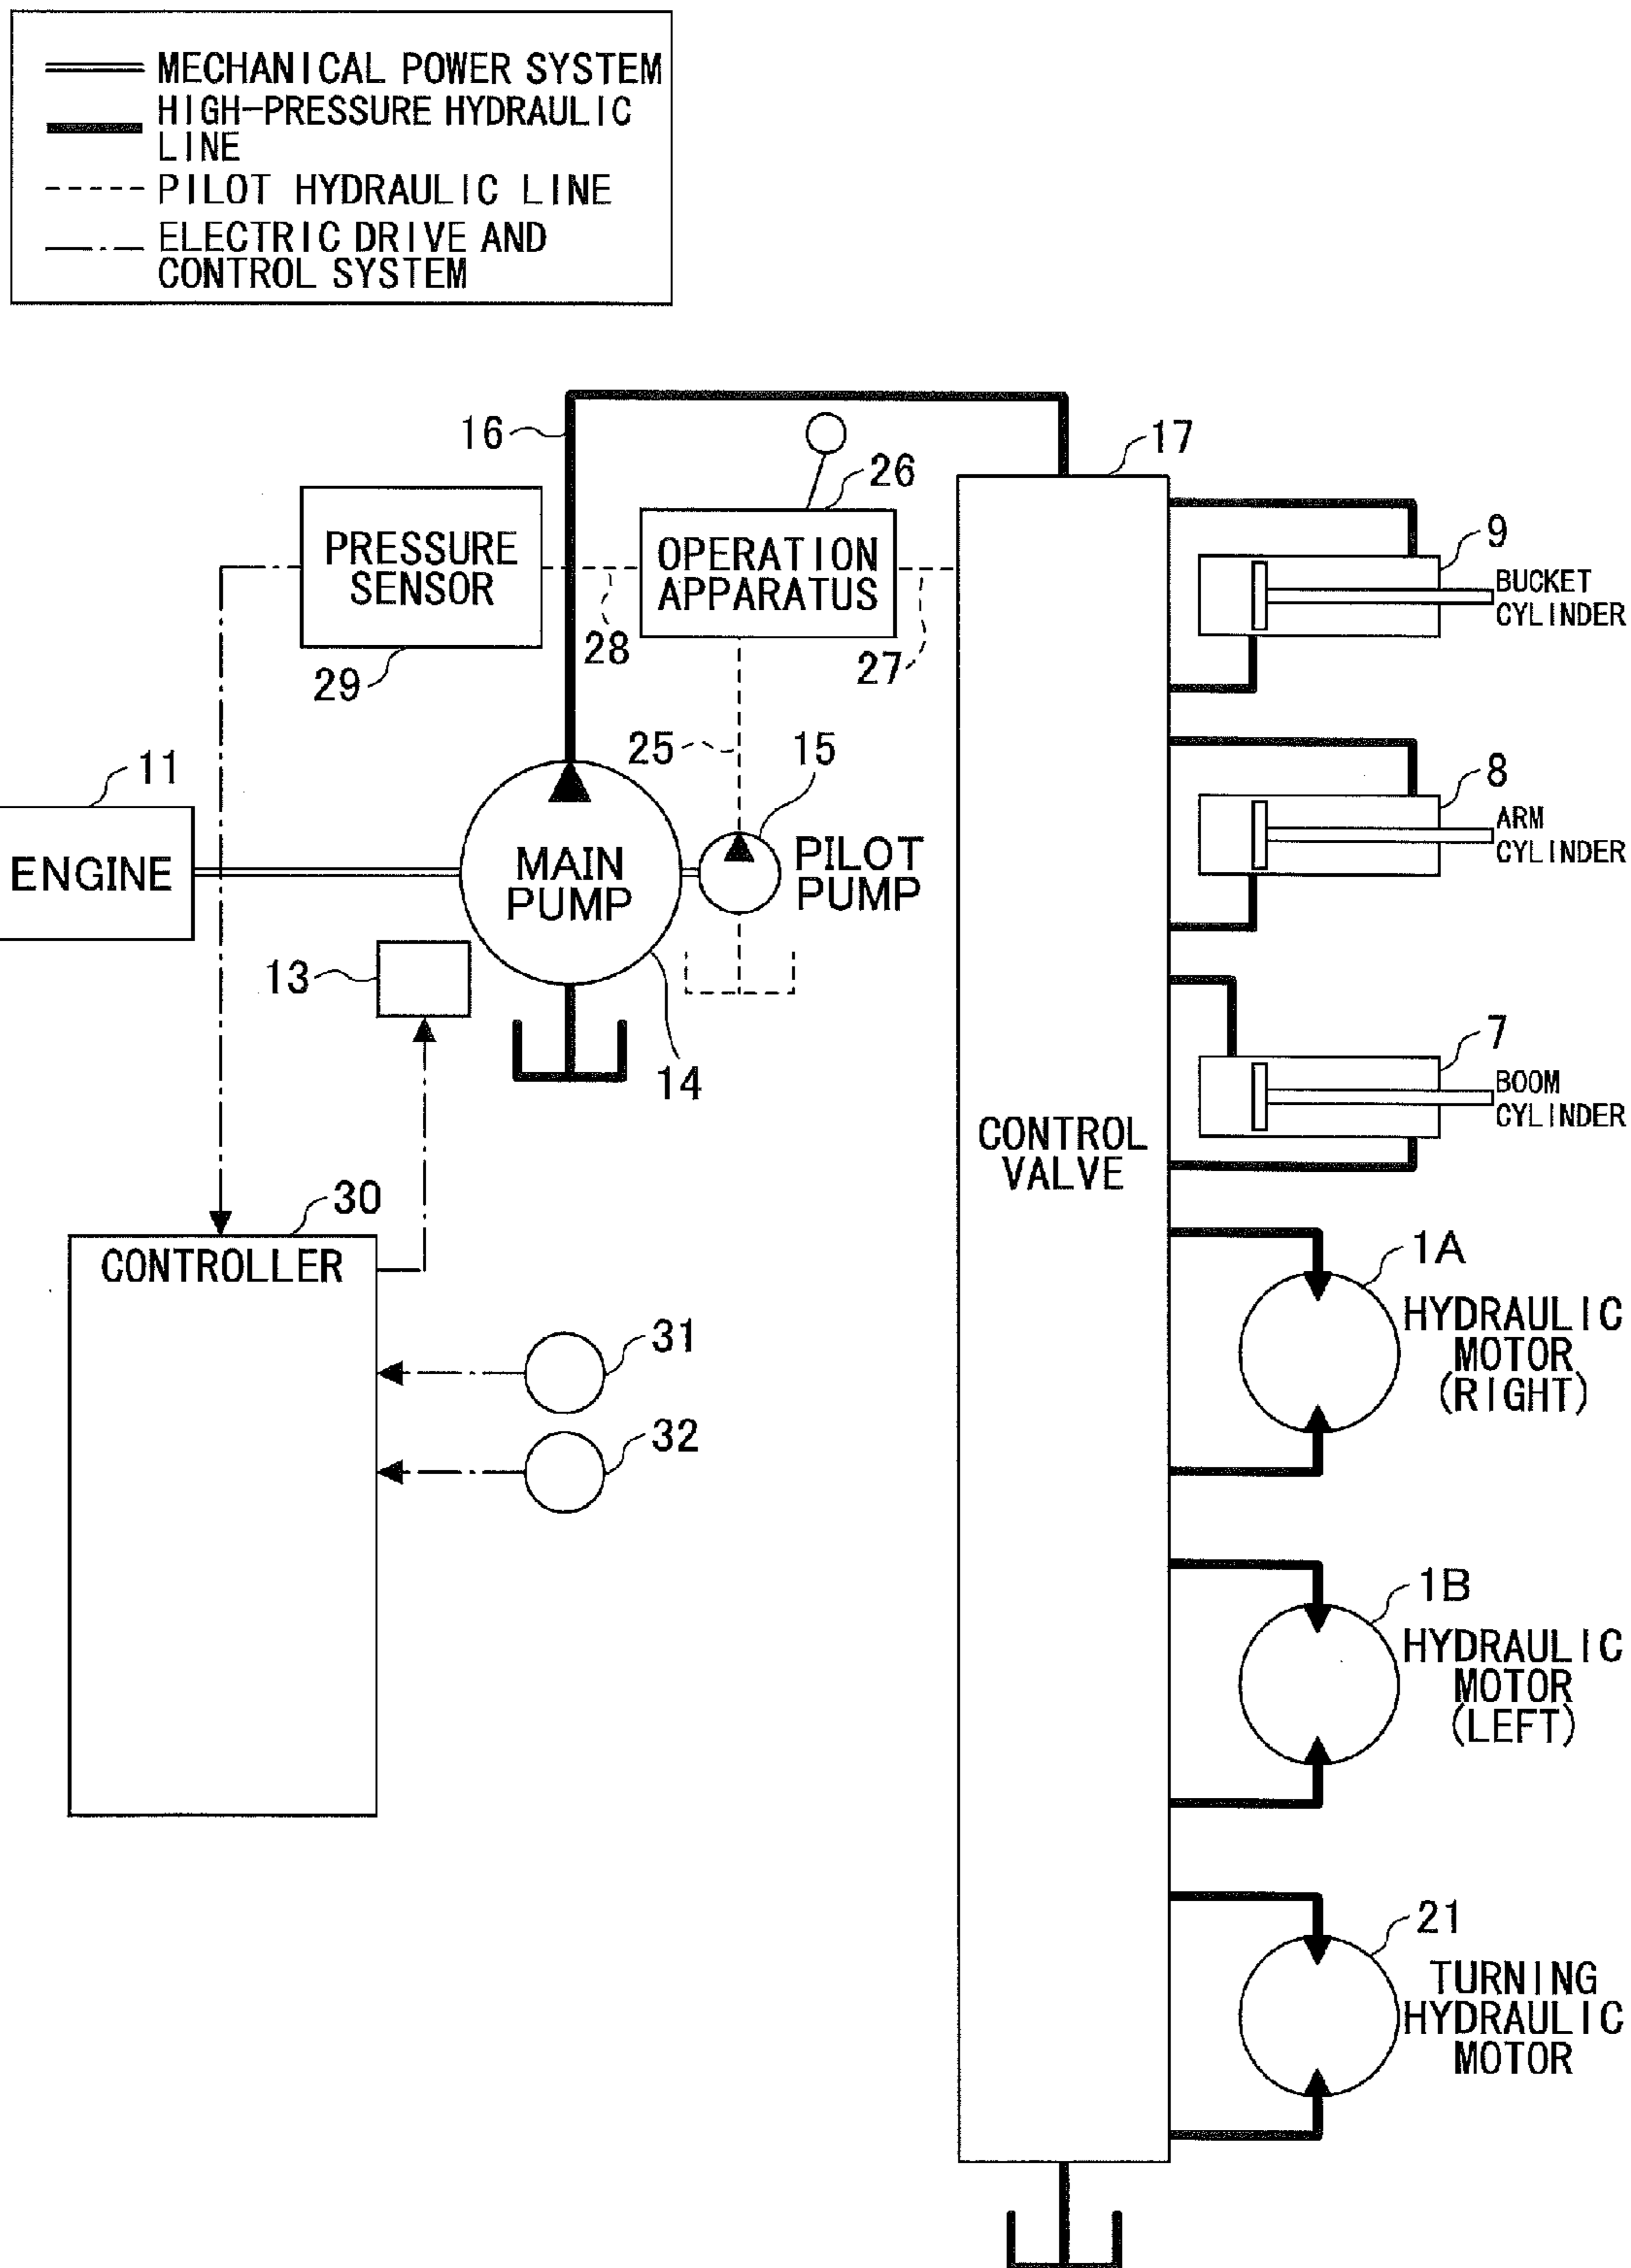 MECHANICAL POWER SYSTEM
HIGH-PRESSURE HYDRAULIC
LINE
PILOT HYDRAULIC LINE
ELECTRIC DRIVE AND
CONTROL SYSTEM
16
17
26
9
PRESSURE
SENSOR
OPERATION
APPARATUS
BUCKET
CYLINDER
28
27
29
25
15
11
8
ARM
CYLINDER
ENGINE
MAIN
PUMP
PILOT
PUMP
13
14
7
BOOM
CYLINDER
CONTROL
VALVE
30
CONTROLLER
1A
HYDRAULIC
MOTOR
(RIGHT)
31
32
1B
HYDRAULIC
MOTOR
(LEFT)
21
TURNING
HYDRAULIC
MOTOR